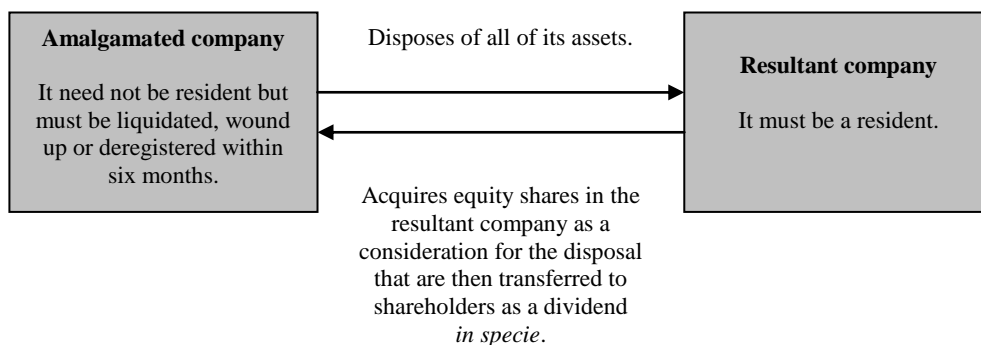 Amalgamated company
It need not be resident but
must be liquidated, wound
up or deregistered within
six months.
Disposes of all of its assets.
Acquires equity shares in the
resultant company as a
consideration for the disposal
that are then transferred to
shareholders as a dividend
in specie.
Resultant company
It must be a resident.